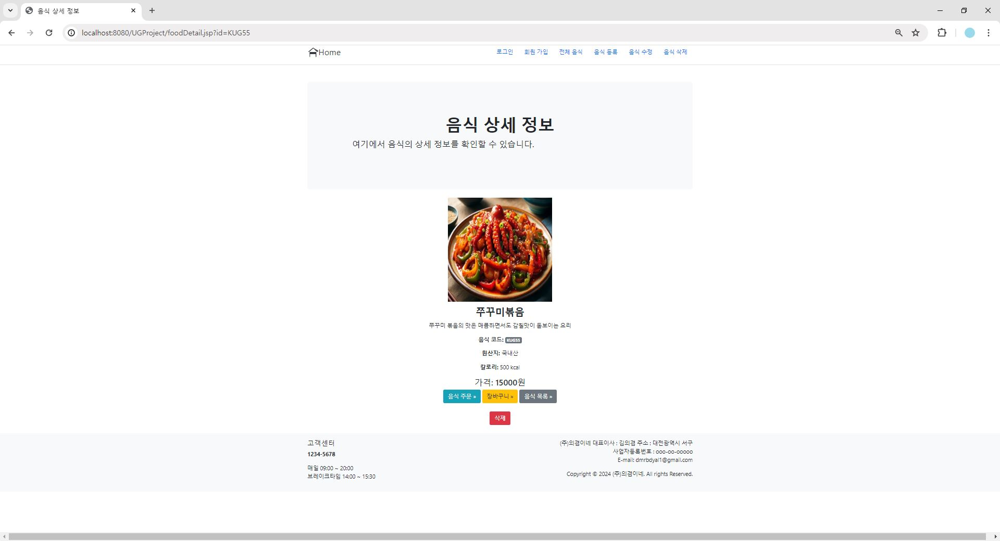 음식 상세 정보
localhost:8080/UGProject/foodDetail.jsp?id=KUG55
Home 로그인 회원 가입 전체 음식 음식 등록 음식 수정 음식 삭제
음식 상세 정보
여기에서 음식의 상세 정보를 확인할 수 있습니다.
쭈꾸미볶음
쭈꾸미 볶음의 맛은 매콤하면서도 감칠맛이 돋보이는 요리
음식 코드: KUG55
원산지: 국내산
칼로리: 500 kcal
가격: 15000원
음식 주문 » 장바구니 » 음식 목록 »
삭제
고객센터
1234-5678
매일 09:00 ~ 20:00
브레이크타임 14:00 ~ 15:30
(주)의겸이네 대표이사 : 김의겸 주소 : 대전광역시 서구
사업자등록번호 : ooo-oo-ooooo
E-mail: dmrbdyal1@gmail.com
Copyright © 2024 (주)의겸이네. All rights Reserved.